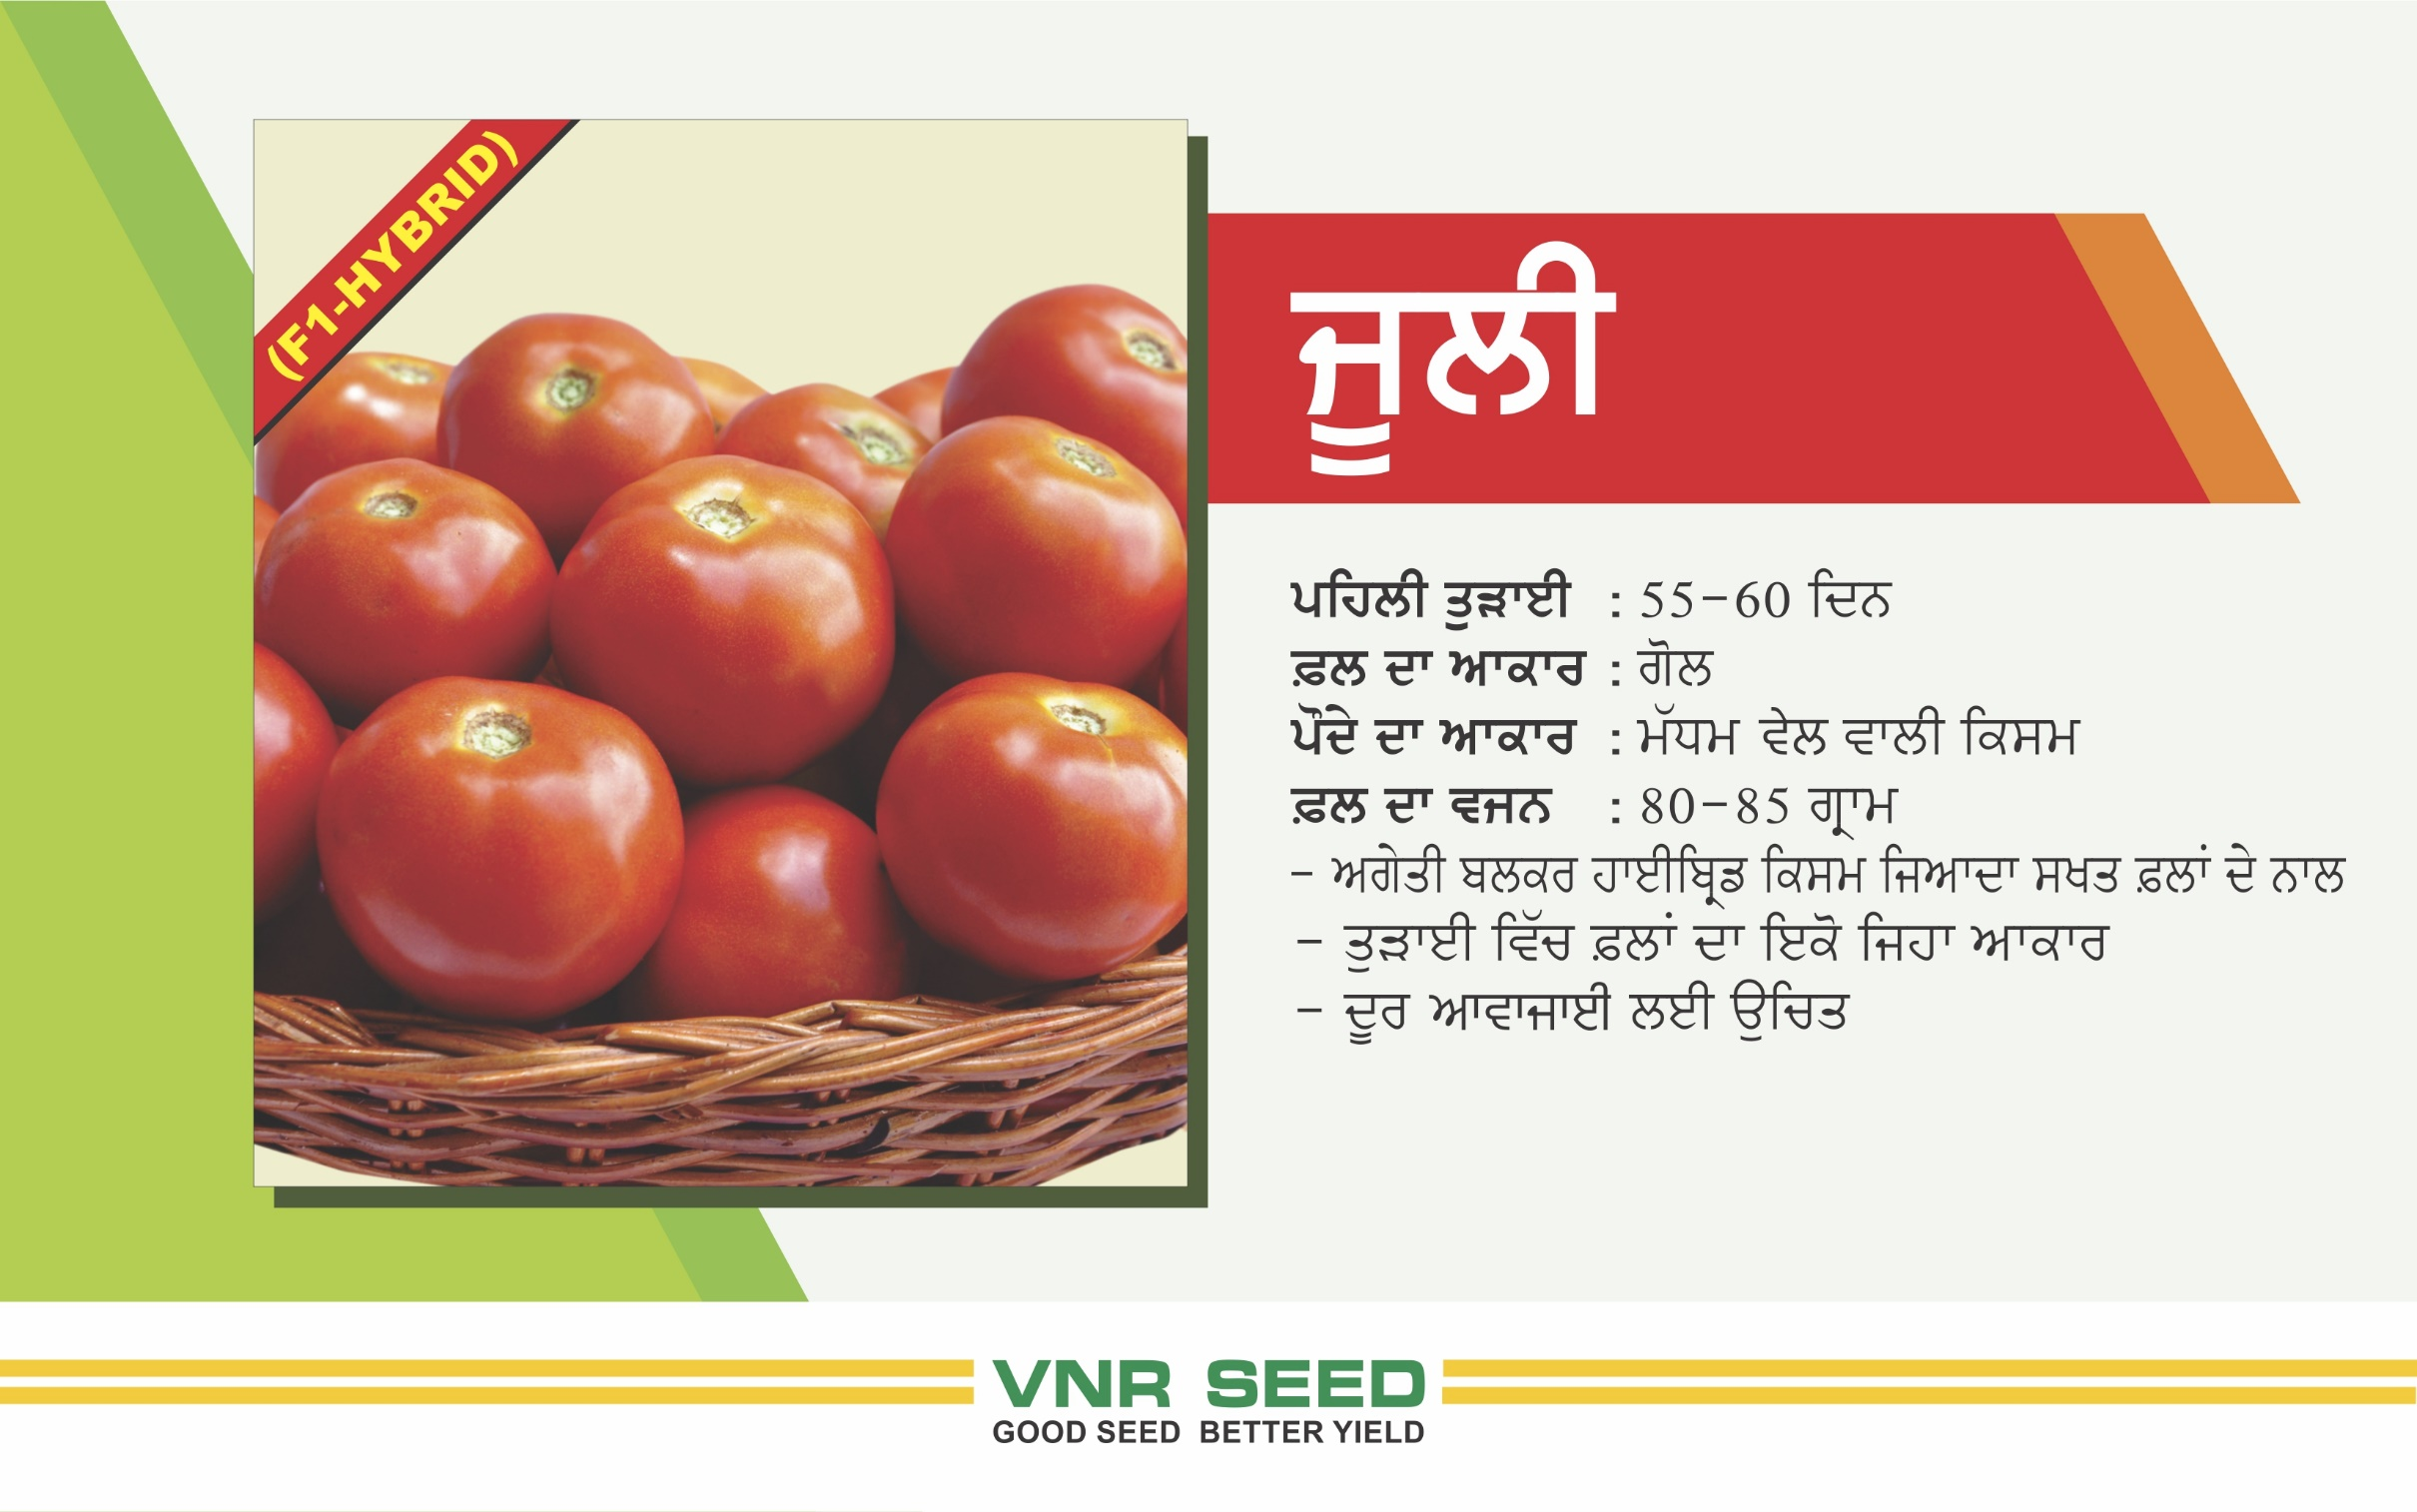 (F1-HYBRID)
ਜੂਲੀ
ਪਹਿਲੀ ਤੁੜਾਈ : 55-60 ਦਿਨ
ਫ਼ਲ ਦਾ ਆਕਾਰ : ਗੋਲ
ਪੌਦੇ ਦਾ ਆਕਾਰ : ਮੱਧਮ ਵੇਲ ਵਾਲੀ ਕਿਸਮ
ਫ਼ਲ ਦਾ ਵਜਨ : 80-85 ਗ੍ਰਾਮ
- ਅਗੇਤੀ ਬਲਕਰ ਹਾਈਬ੍ਰਿਡ ਕਿਸਮ ਜਿਆਦਾ ਸਖਤ ਫ਼ਲਾਂ ਦੇ ਨਾਲ
- ਤੁੜਾਈ ਵਿੱਚ ਫ਼ਲਾਂ ਦਾ ਇਕੋ ਜਿਹਾ ਆਕਾਰ
- ਦੂਰ ਆਵਾਜਾਈ ਲਈ ਉਚਿਤ
VNR SEED
GOOD SEED BETTER YIELD